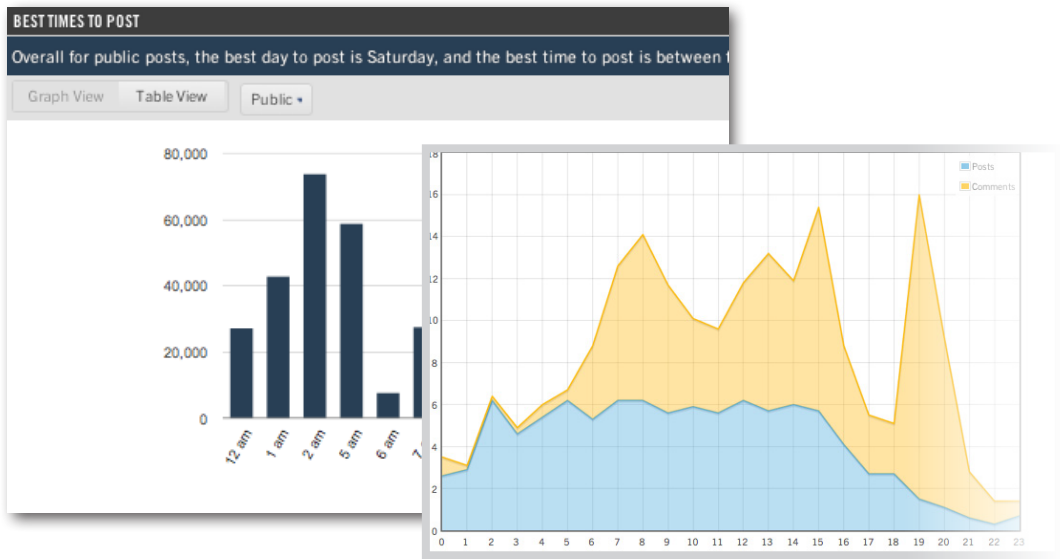 BEST TIMES TO POST
Overall for public posts, the best day to post is Saturday, and the best time to post is between
Graph View Table View Public
80,000
60,000
40,000
20,000
0
12 am 1 am 2 am 5 am 6 am
18
16
14
12
10
8
6
4
2
0
Posts
Comments
0 1 2 3 4 5 6 7 8 9 10 11 12 13 14 15 16 17 18 19 20 21 22 23